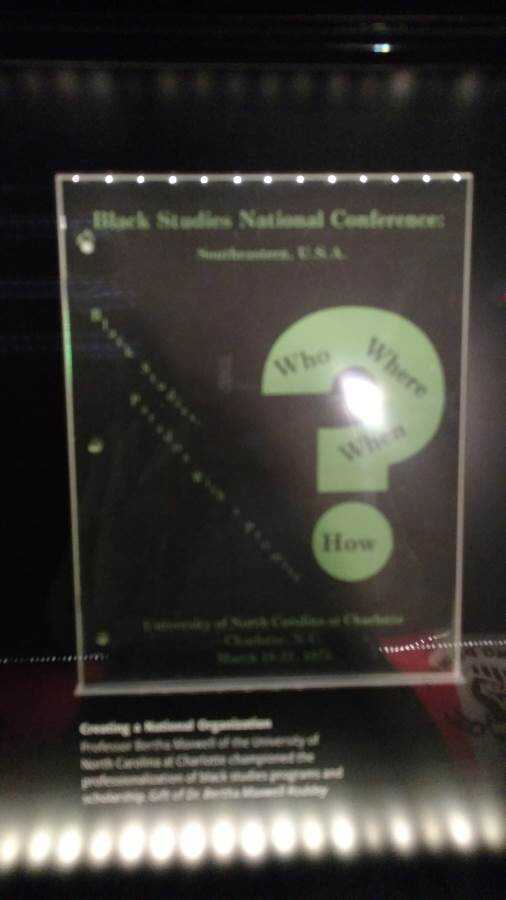 Black Studies National Conference:
Southeastern, U.S.A.
Who
Where
When
How
University of North Carolina at Charlotte
Charlotte, N.C.
March
Creating a National Organization
Professor Bertha Maxwell of the University of
North Carolina at Charlotte championed the
professionalization of black studies programs and
scholarship. Gift of Dr. Bertha Maxwell Roddey